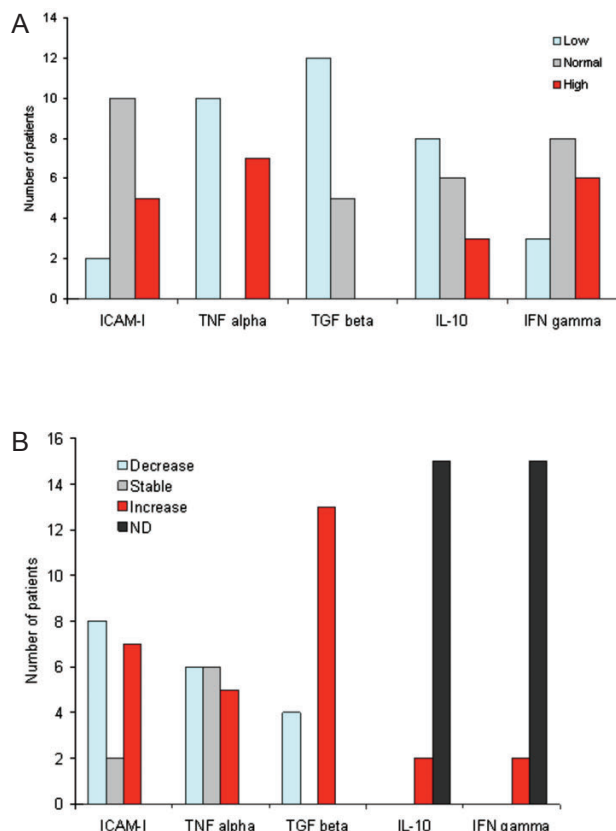 A
14
12
10
8
6
4
2
0
Number of patients
Low
Normal
High
ICAM-I TNF alpha TGF beta IL-10 IFN gamma
B
16
14
12
10
8
6
4
2
0
Number of patients
Decrease
Stable
Increase
ND
ICAM-I TNF alpha TGF beta IL-10 IFN gamma